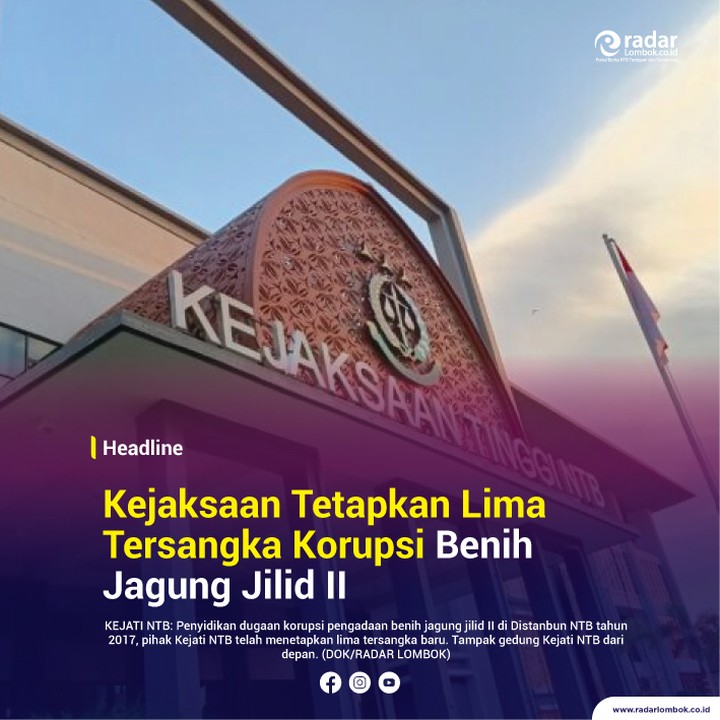 radar
Lombok.co.id
KEJAKSAAN TINGGI NTB
Headline
Kejaksaan Tetapkan Lima
Tersangka Korupsi Benih
Jagung Jilid II
KEJATI NTB: Penyidikan dugaan korupsi pengadaan benih jagung jilid II di Distanbun NTB tahun
2017, pihak Kejati NTB telah menetapkan lima tersangka baru. Tampak gedung Kejati NTB dari
depan. (DOK/RADAR LOMBOK)
www.radarlombok.co.id